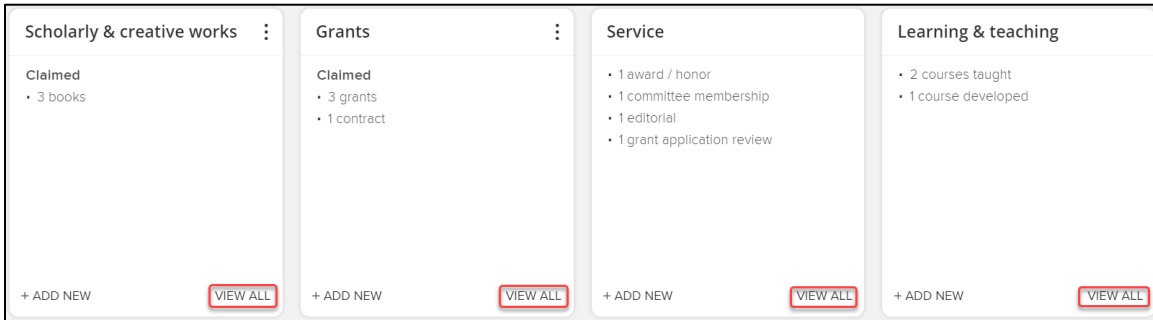 Scholarly & creative works
Claimed
• 3 books
+ ADD NEW
VIEW ALL
Grants
Claimed
• 3 grants
• 1 contract
+ ADD NEW
VIEW ALL
Service
• 1 award / honor
• 1 committee membership
• 1 editorial
• 1 grant application review
+ ADD NEW
VIEW ALL
Learning & teaching
• 2 courses taught
• 1 course developed
+ ADD NEW
VIEW ALL